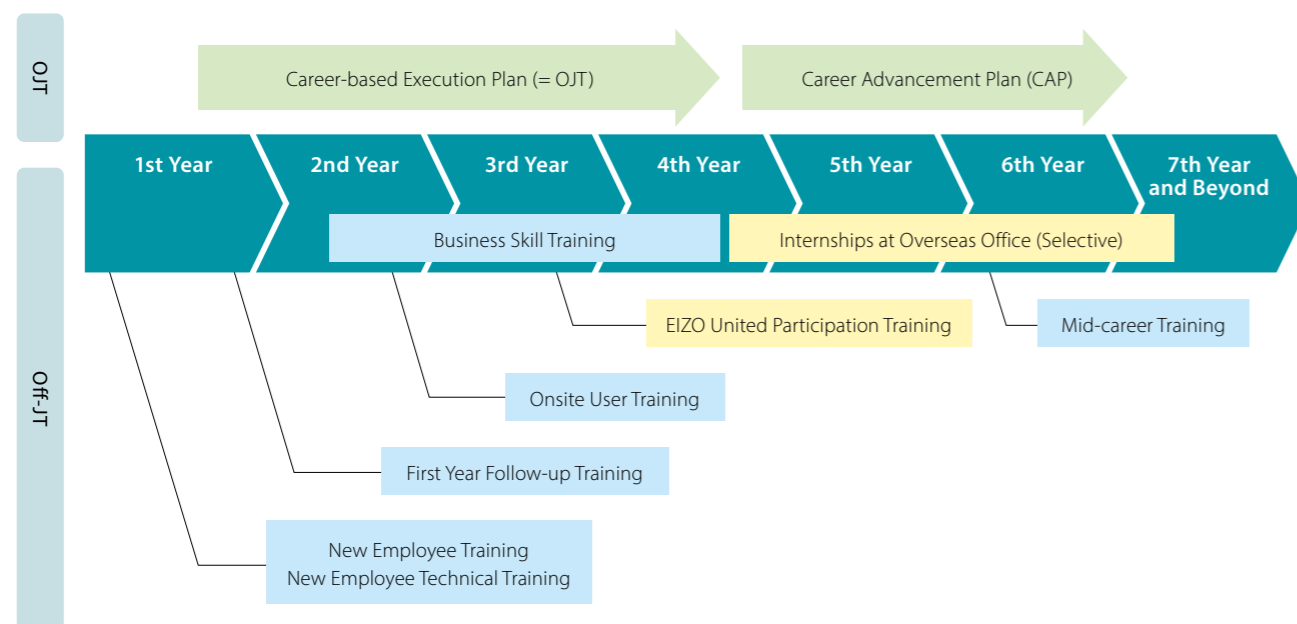 OJT
Career-based Execution Plan (= OJT)
Career Advancement Plan (CAP)
1st Year
2nd Year
3rd Year
4th Year
5th Year
6th Year
7th Year
and Beyond
Business Skill Training
Internships at Overseas Office (Selective)
Off-JT
EIZO United Participation Training
Mid-career Training
Onsite User Training
First Year Follow-up Training
New Employee Training
New Employee Technical Training